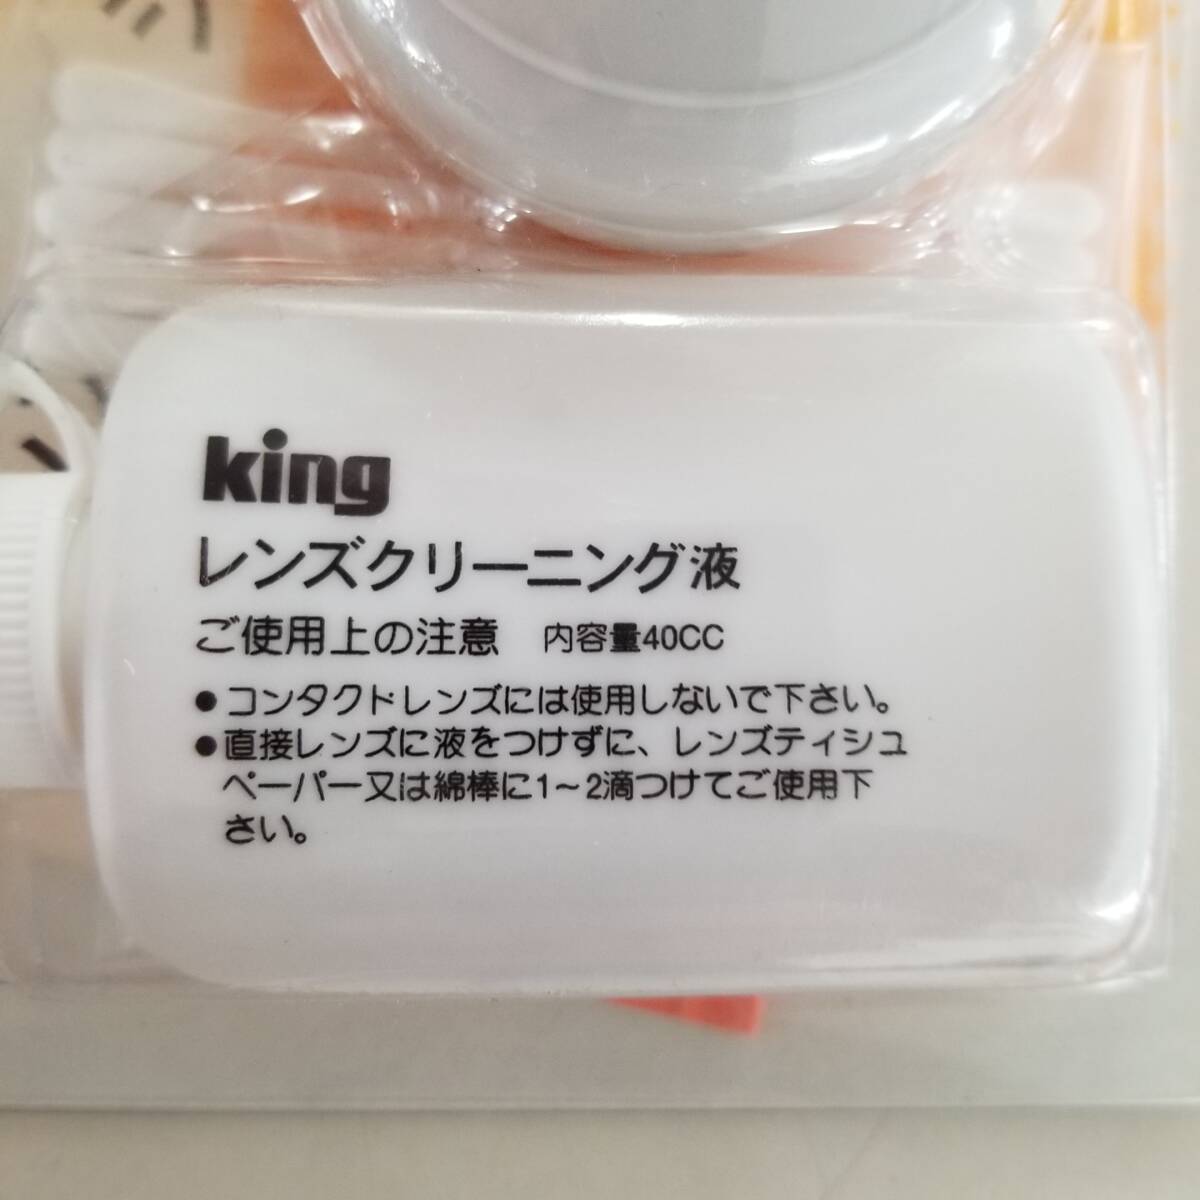 king
レンズクリーニング液
ご使用上の注意 内容量40CC
●コンタクトレンズには使用しないで下さい。
●直接レンズに液をつけずに、レンズティシュ
ペーパー又は綿棒に1～2滴つけてご使用下
さい。